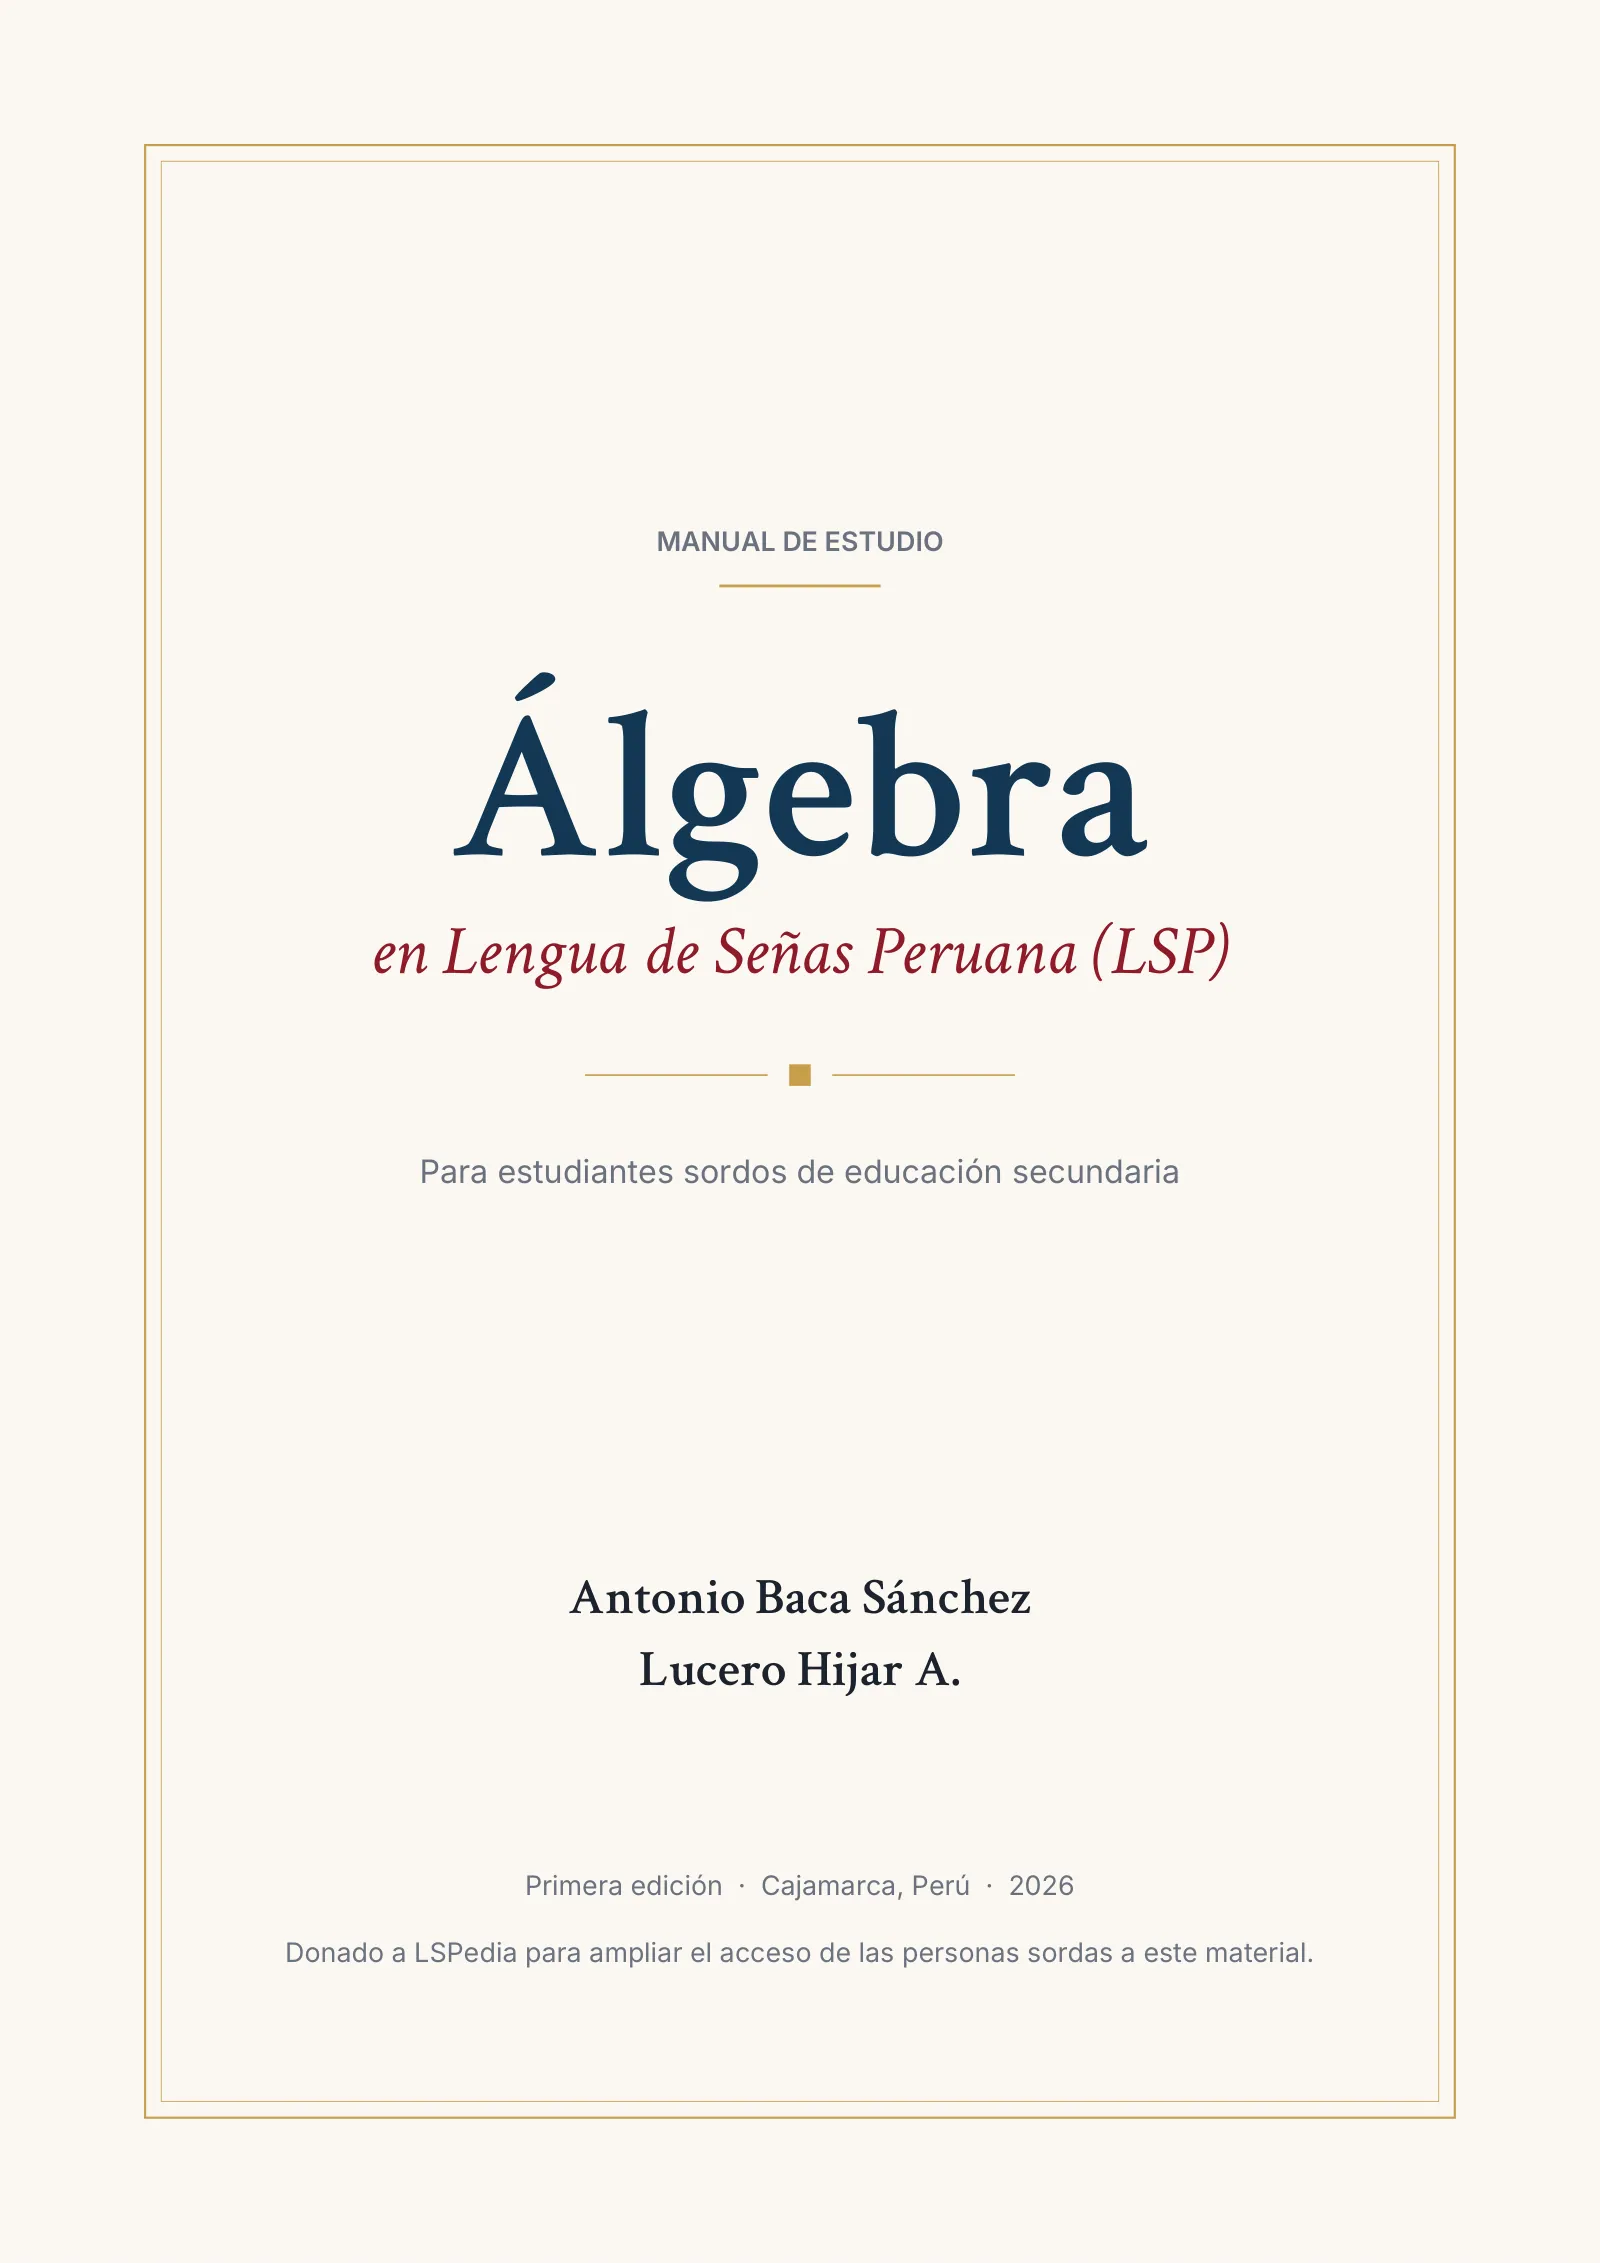 MANUAL DE ESTUDIO
Álgebra
en Lengua de Señas Peruana (LSP)
Para estudiantes sordos de educación secundaria
Antonio Baca Sánchez
Lucero Hijar A.
Primera edición · Cajamarca, Perú · 2026
Donado a LSPedia para ampliar el acceso de las personas sordas a este material.